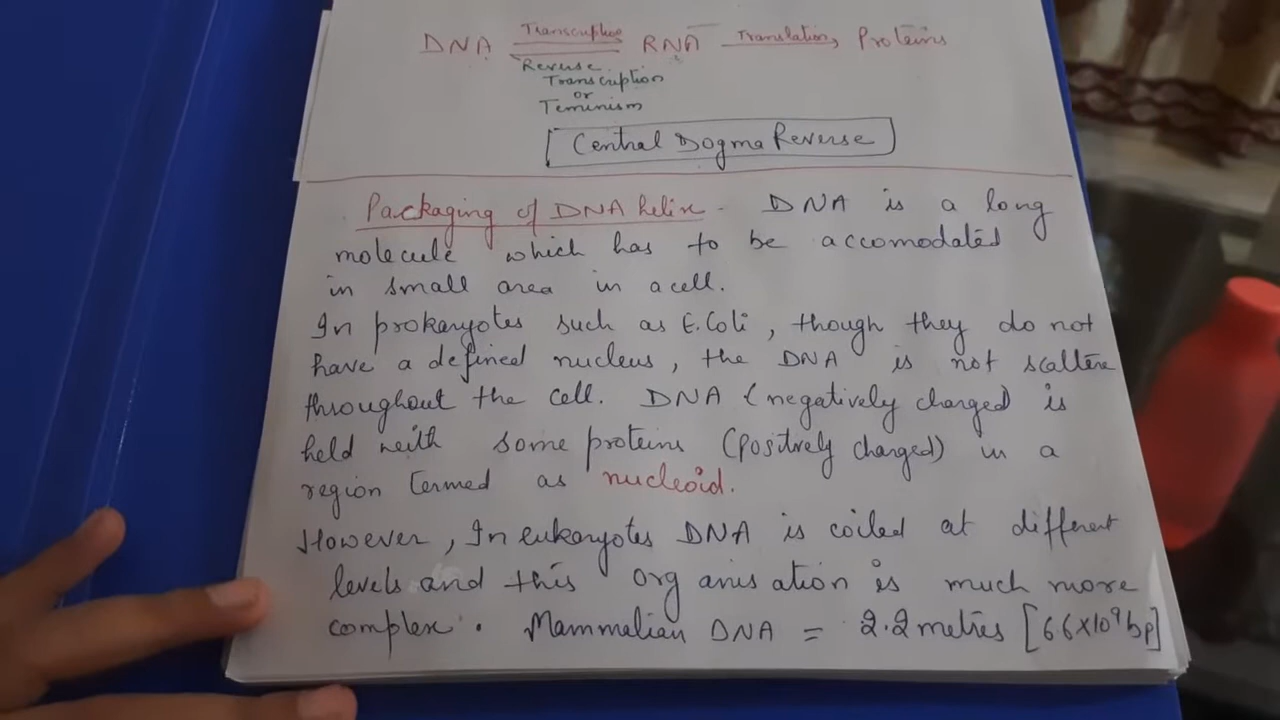 DNA Transcription RNA Translation Proteins
Reverse
Transcription
or
Teminism
Central Dogma Reverse
Packaging of DNA helix - DNA is a long
molecule which has to be accomodated
in small area in a cell.
In prokaryotes such as E.Coli, though they do not
have a defined nucleus, the DNA is not scattere
throughout the cell. DNA (negatively charged) is
held with some proteins (positively charged) in a
region termed as nucleoid.
However, In eukaryotes DNA is coiled at different
levels and this organisation is much more
complex. Mammalian DNA = 2.2 metres [6.6x10⁹bp]